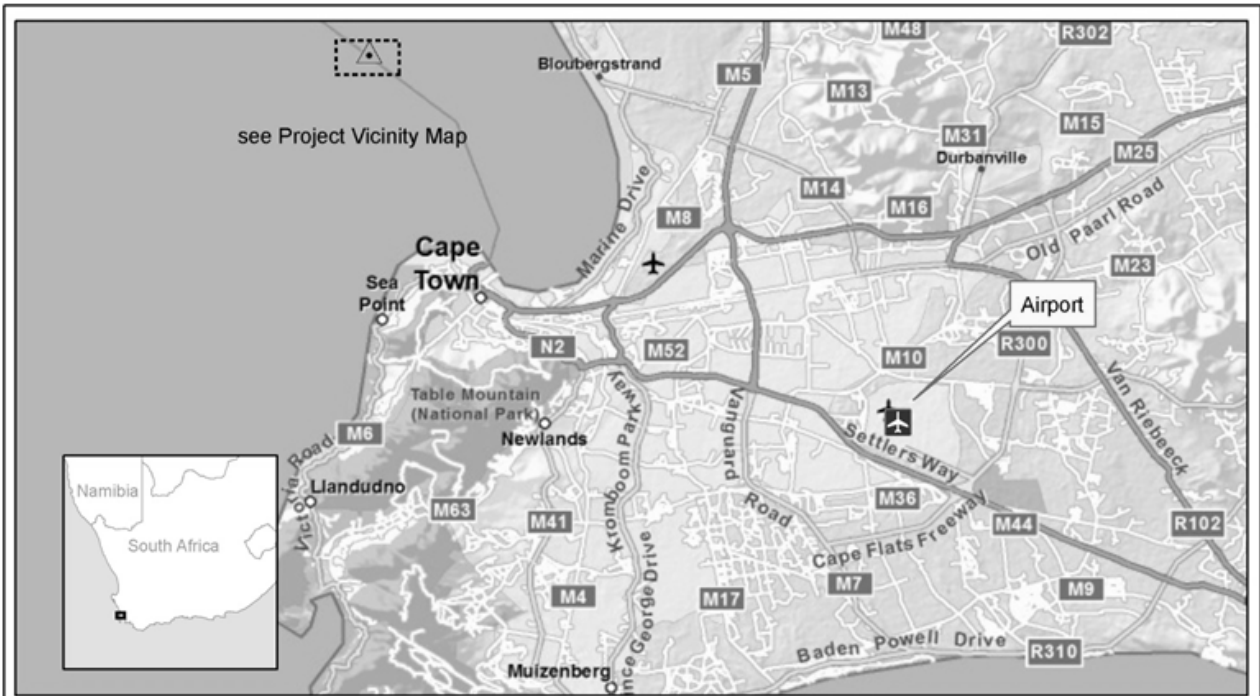 M48
R302
Bloubergstrand
M5
M13
see Project Vicinity Map
M31
M15
Durbanville
M25
M14
M16
Marine Drive
M8
Old Paarl Road
Cape
Town
M23
Sea
Point
Airport
N2
M52
M10
R300
Table Mountain
(National Park)
Kromboom Parkway
Vanguard
Road
Van Riebeeck
M6
Newlands
Settlers Way
Victoria Road
Llandudno
Namibia
South Africa
M63
M41
M36
M44
R102
Cape Flats Freeway
M4
M17
M7
M9
ince George Drive
Baden Powell Drive
R310
Muizenberg